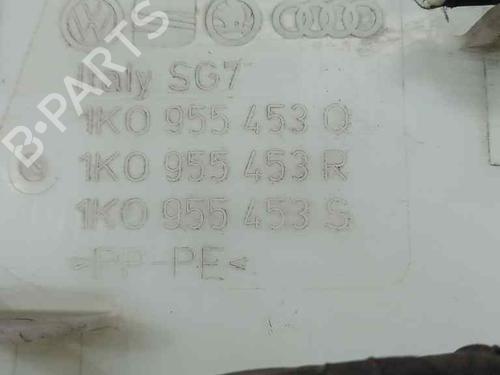 Italy SG7
1K0 955 453 Q
1K0 955 453 R
1K0 955 453 S
>PP-PE<
B-PARTS